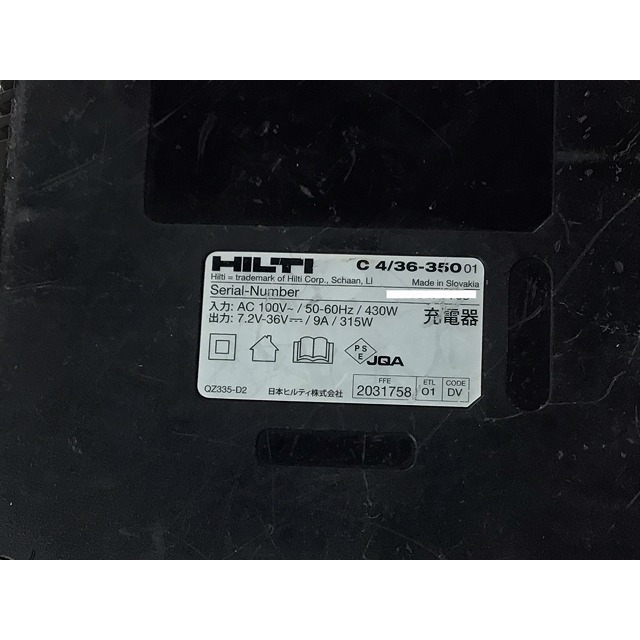 HILTI C 4/36-350 01
Hilti = trademark of Hilti Corp., Schaan, LI Made in Slovakia
Serial-Number
入力: AC 100V~ / 50-60Hz / 430W
出力: 7.2V-36V⎓ / 9A / 315W
充電器
PS
E JQA
FFE ETL CODE
QZ335-D2 日本ヒルティ株式会社 2031758 01 DV